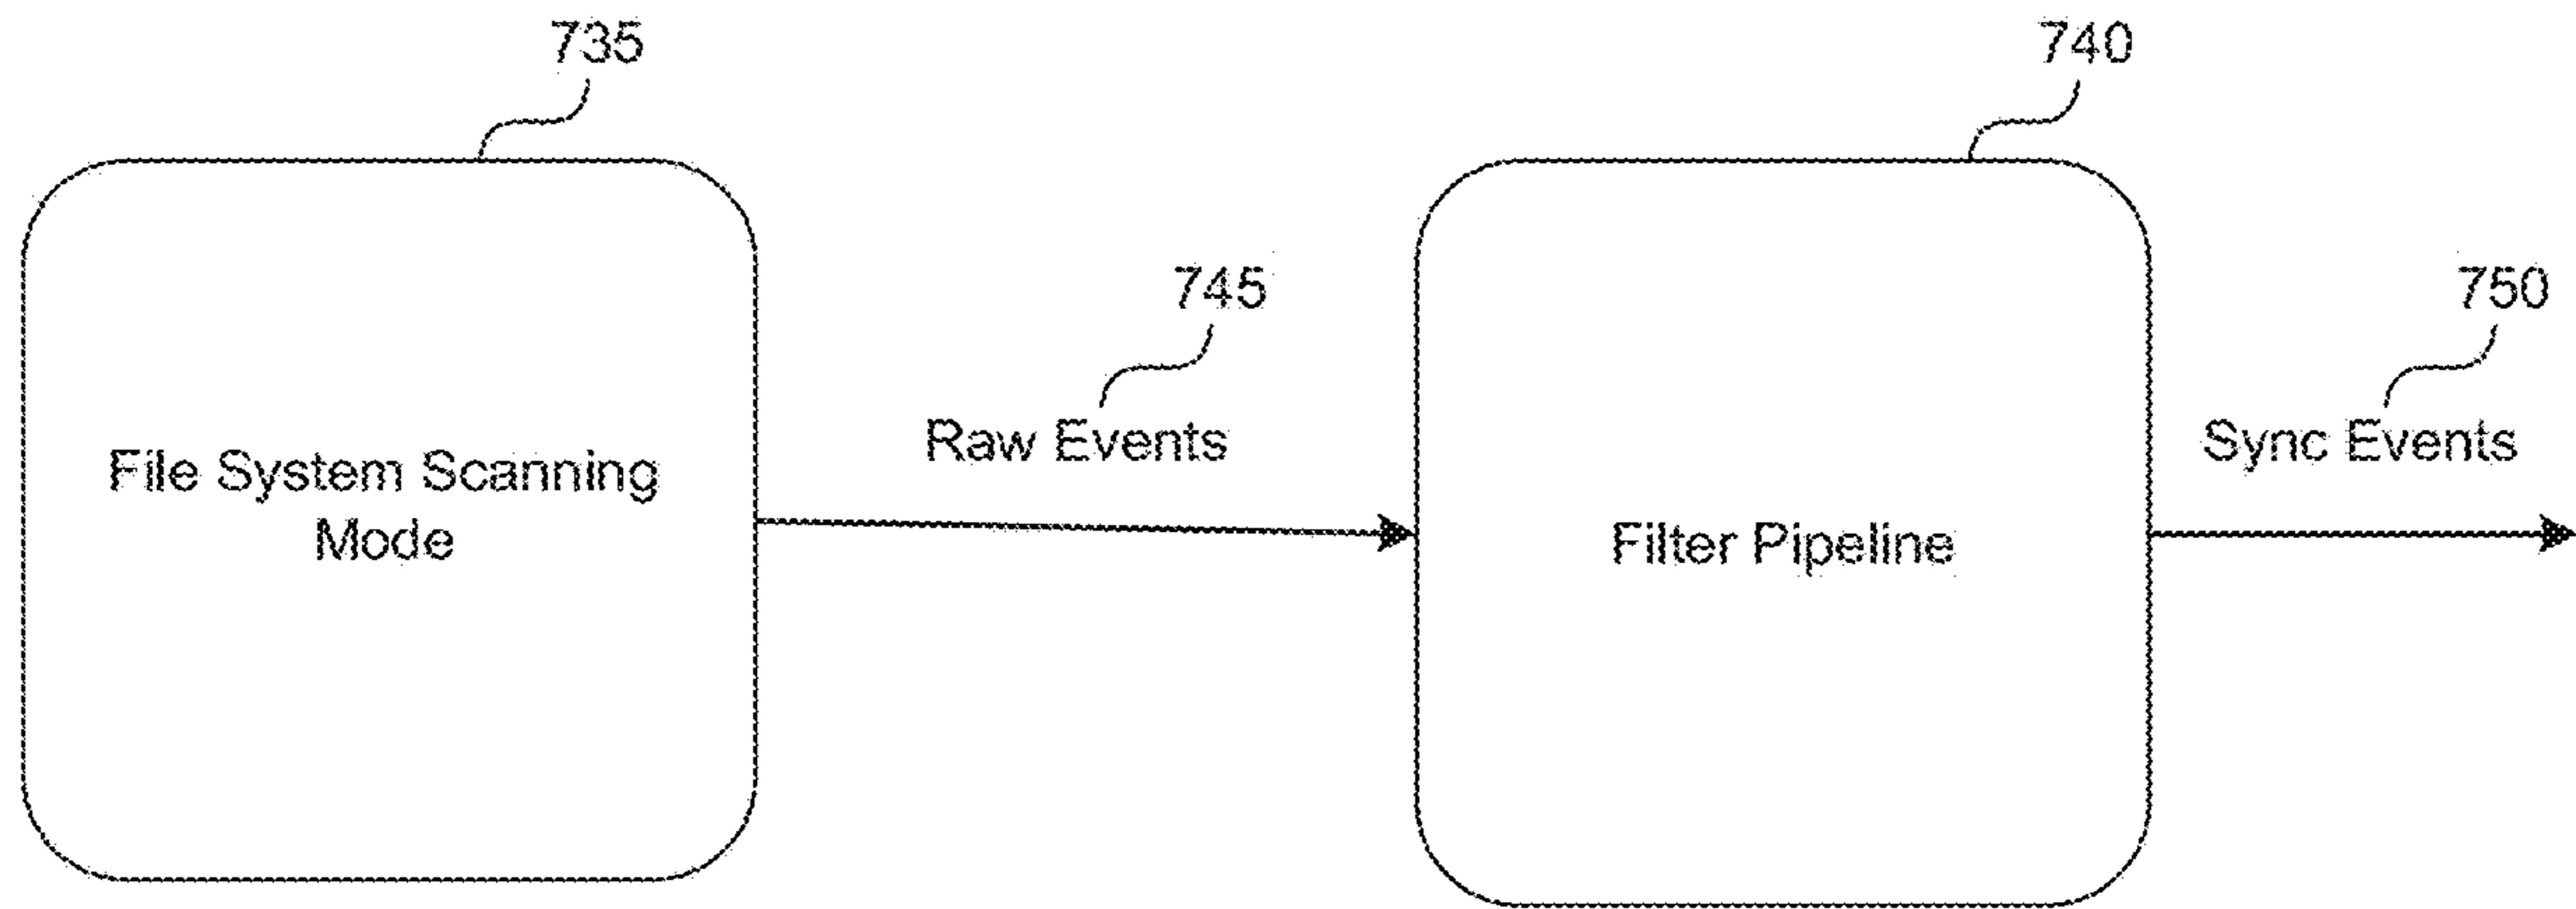 735
740
745
750
Raw Events
Sync Events
File System Scanning
Mode
Filter Pipeline